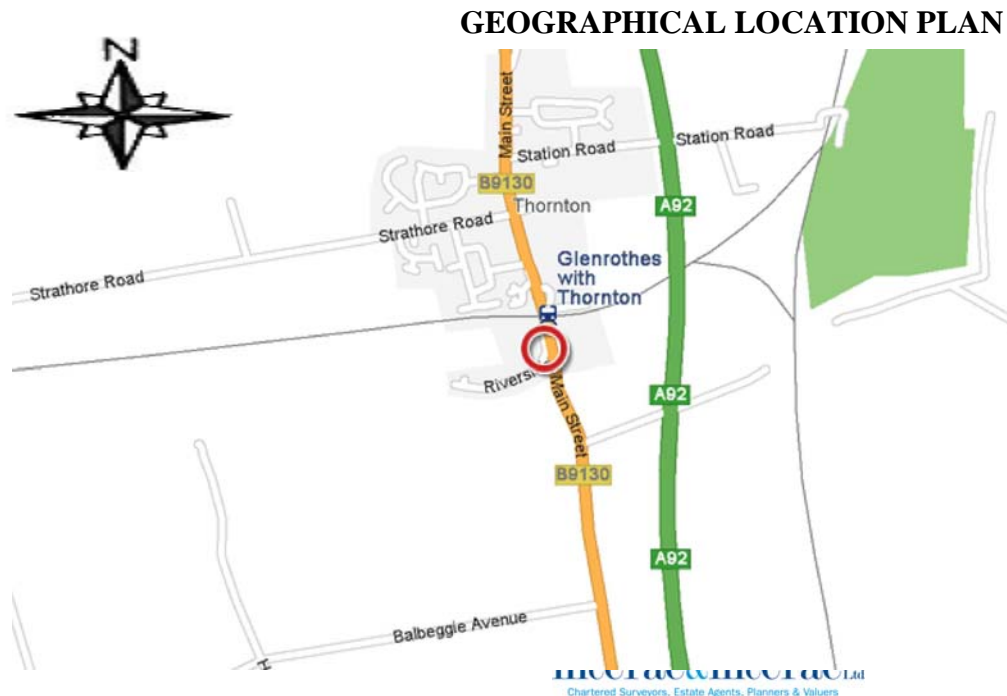 GEOGRAPHICAL LOCATION PLAN
N
Main Street
Station Road
Station Road
B9130
Thornton
A92
Strathore Road
Strathore Road
Glenrothes
with
Thornton
Main Street
A92
B9130
A92
Balbeggie Avenue
Ltd
Chartered Surveyors, Estate Agents, Planners & Valuers